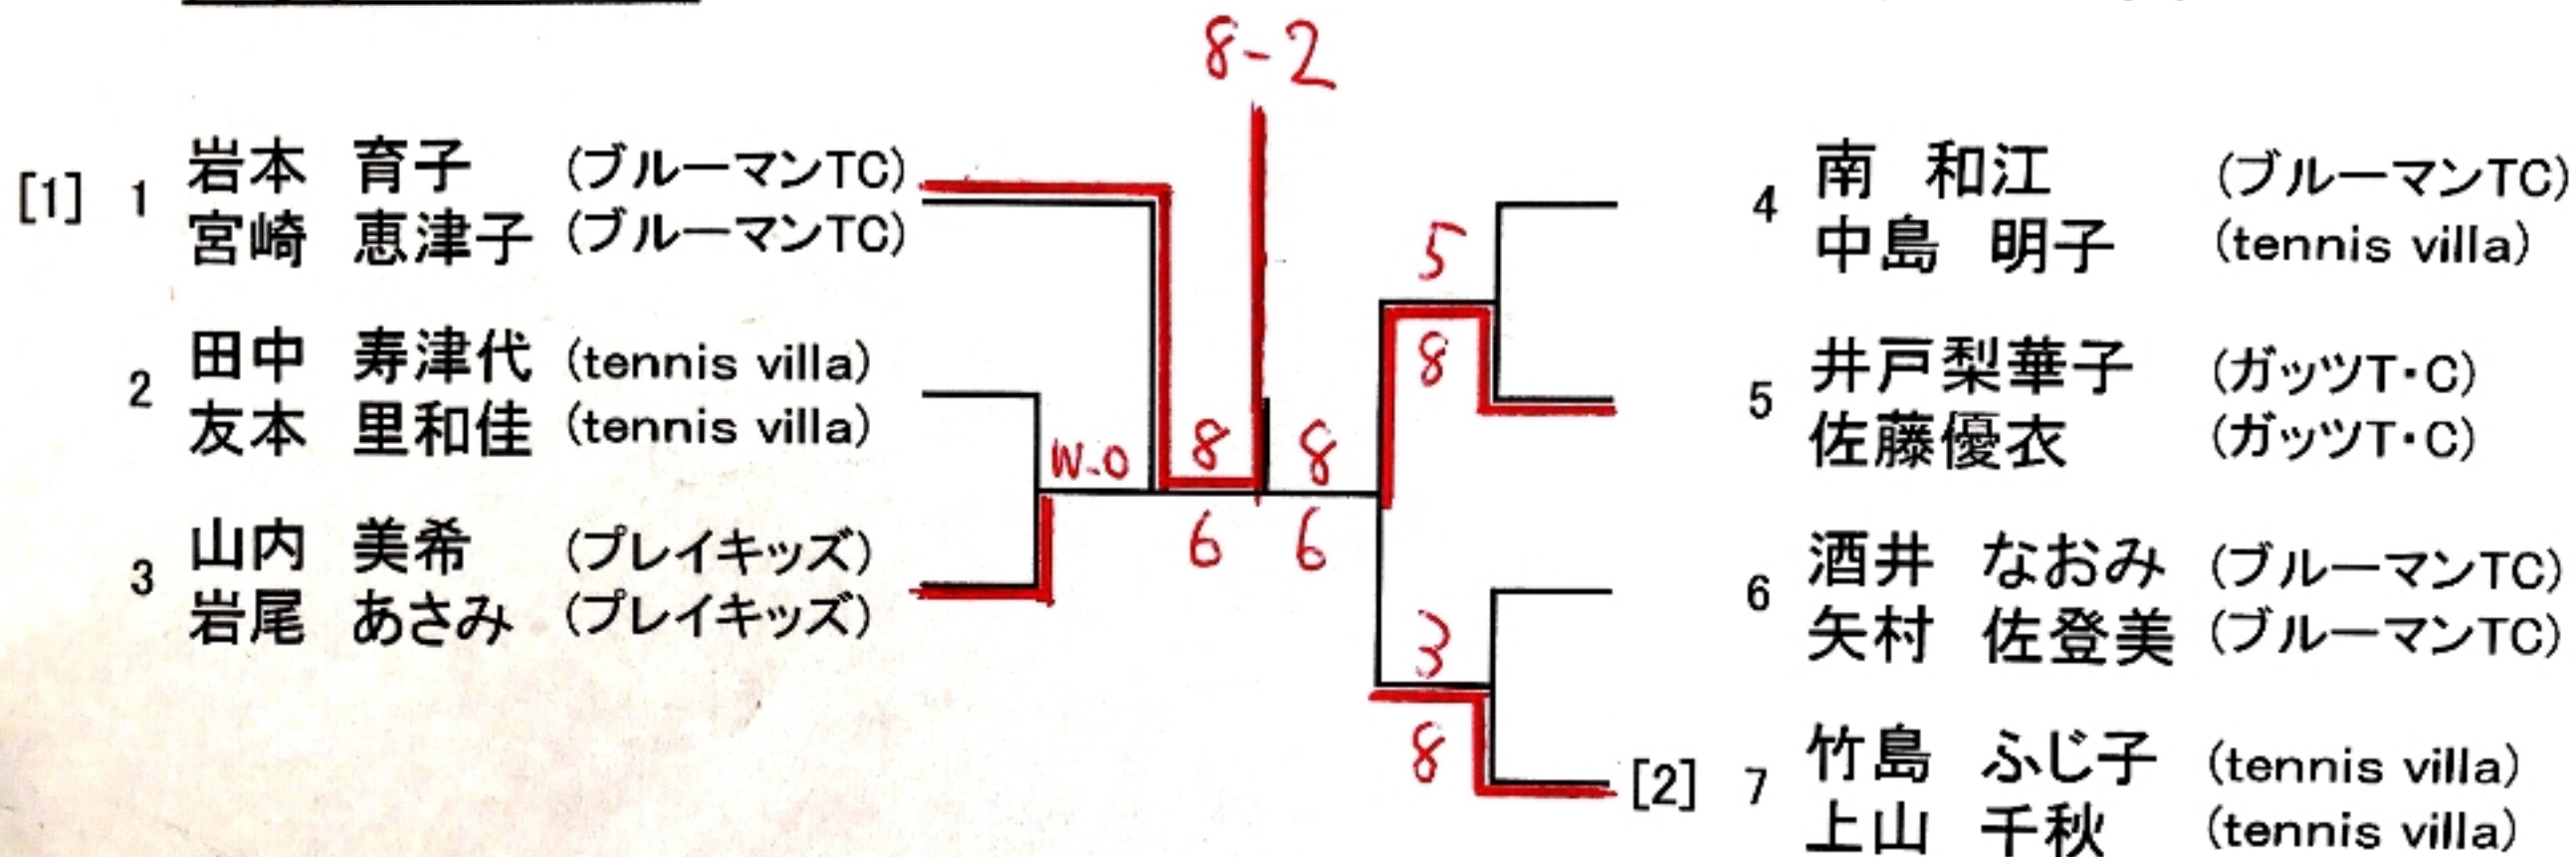 8-2
[1] 1 岩本 育子 (ブルーマンTC)
宮崎 恵津子 (ブルーマンTC)
2 田中 寿津代 (tennis villa)
友本 里和佳 (tennis villa)
3 山内 美希 (プレイキッズ)
岩尾 あさみ (プレイキッズ)
W-0
8
6
8
6
5
8
3
8
4 南 和江 (ブルーマンTC)
中島 明子 (tennis villa)
5 井戸梨華子 (ガッツT・C)
佐藤優衣 (ガッツT・C)
6 酒井 なおみ (ブルーマンTC)
矢村 佐登美 (ブルーマンTC)
[2] 7 竹島 ふじ子 (tennis villa)
上山 千秋 (tennis villa)